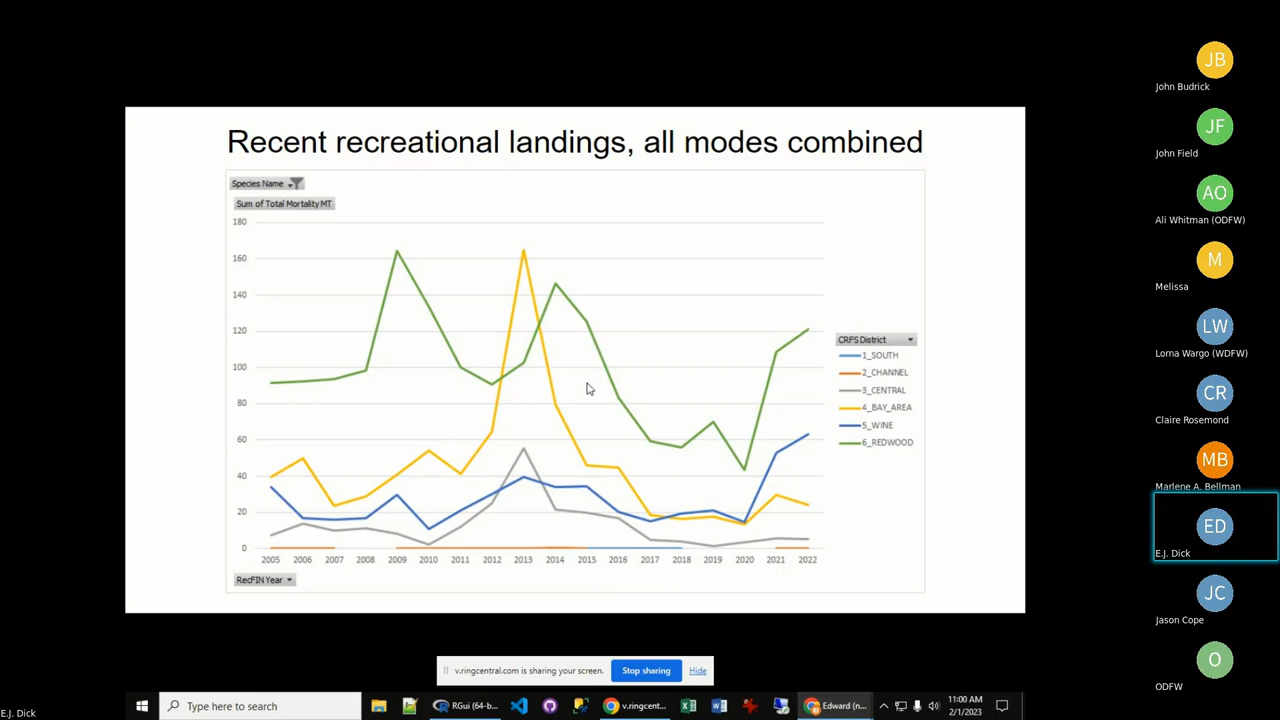 Recent recreational landings, all modes combined
Species Name
Sum of Total Mortality MT
180
160
140
120
100
80
60
40
20
0
2005 2006 2007 2008 2009 2010 2011 2012 2013 2014 2015 2016 2017 2018 2019 2020 2021 2022
RecFIN Year
CRFS District
1_SOUTH
2_CHANNEL
3_CENTRAL
4_BAY_AREA
5_WINE
6_REDWOOD
JB
John Budrick
JF
John Field
AO
Ali Whitman (ODFW)
M
Melissa
LW
Lorna Wargo (WDFW)
CR
Claire Rosemond
MB
Marlene A. Bellman
ED
E.J. Dick
JC
Jason Cope
O
ODFW
v.ringcentral.com is sharing your screen. Stop sharing Hide
Type here to search
RGui (64-b...
v.ringcent...
Edward (n...
11:00 AM
2/1/2023
E.J. Dick